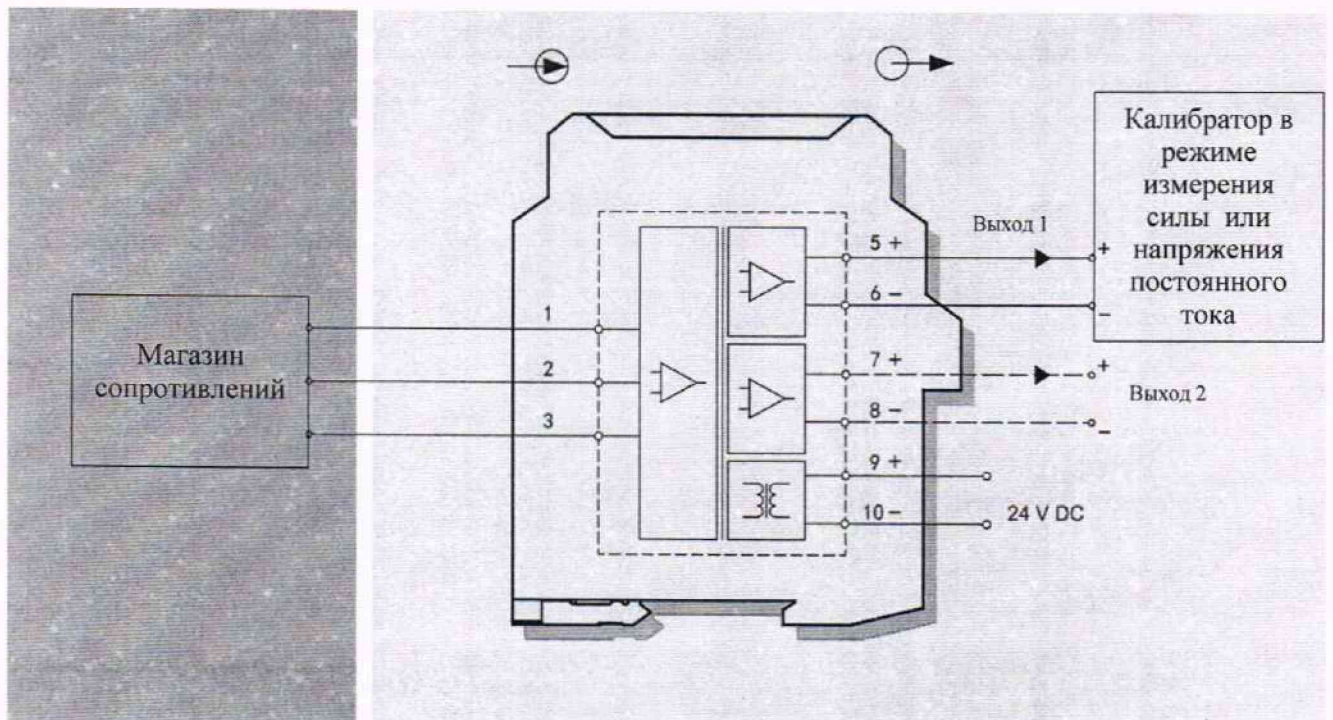 Магазин
сопротивлений
1
2
3
5 +
6 –
7 +
8 –
9 +
10 –
Выход 1
+
–
Калибратор в
режиме
измерения
силы или
напряжения
постоянного
тока
+
Выход 2
–
24 V DC